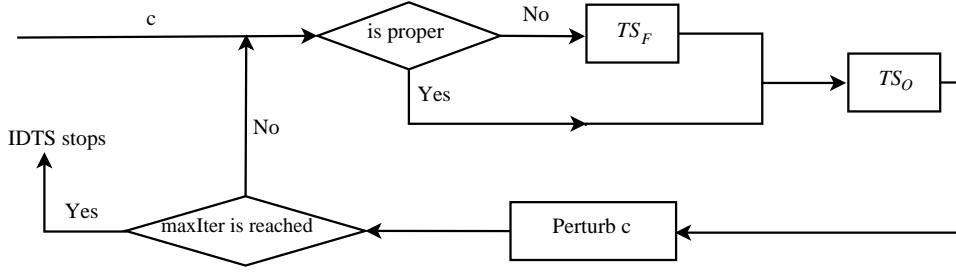 c
is proper
No
TS_F
Yes
TS_O
No
IDTS stops
Yes
maxIter is reached
Perturb c